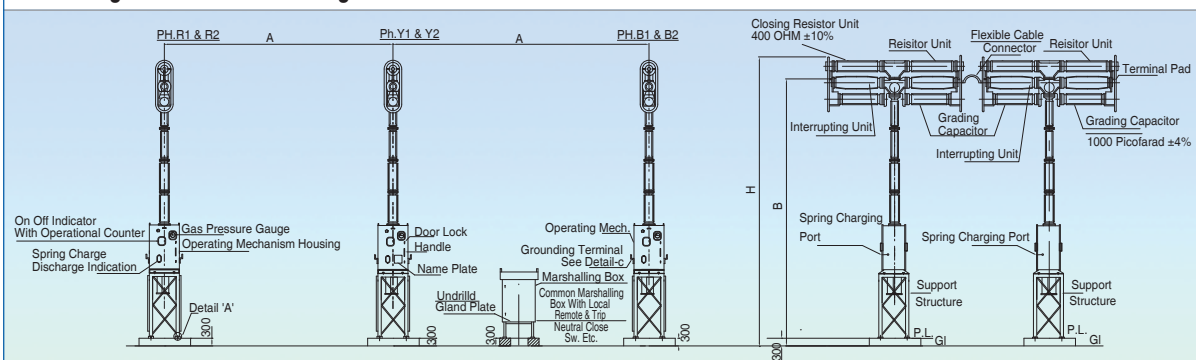 PH.R1 & R2
A
Ph.Y1 & Y2
A
PH.B1 & B2
On Off Indicator
With Operational Counter
Spring Charge
Discharge Indication
Gas Pressure Gauge
Operating Mechanism Housing
Detail 'A'
300
Door Lock
Handle
Name Plate
300
Undrilld
Gland Plate
300
Operating Mech.
Grounding Terminal
See Detail-c
Marshalling Box
Common Marshalling
Box With Local
Remote & Trip
Neutral Close
Sw. Etc.
300
Closing Resistor Unit
400 OHM ±10%
Reisitor Unit
Flexible Cable
Connector
Reisitor Unit
Terminal Pad
Interrupting Unit
Grading
Capacitor
Interrupting Unit
Grading Capacitor
1000 Picofarad ±4%
H
B
Spring Charging
Port
Spring Charging Port
Support
Structure
Support
Structure
P.L.
Gl
P.L.
Gl
300